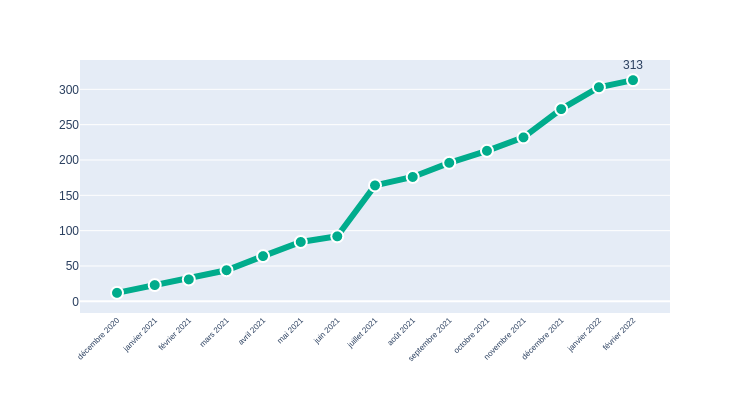 313
300
250
200
150
100
50
0
décembre 2020
janvier 2021
février 2021
mars 2021
avril 2021
mai 2021
juin 2021
juillet 2021
août 2021
septembre 2021
octobre 2021
novembre 2021
décembre 2021
janvier 2022
février 2022